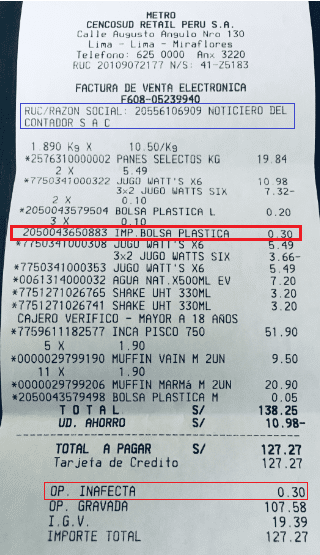 METRO
CENCOSUD RETAIL PERU S.A.
Calle Augusto Angulo Nro 130
Lima - Lima - Miraflores
Telefono: 625 0000 Anx 3220
RUC 20109072177 N/S: 41-Z5183
FACTURA DE VENTA ELECTRONICA
F608-05239940
RUC/RAZON SOCIAL: 20556106909 NOTICIERO DEL
CONTADOR S A C
1.890 Kg X 10.50/Kg
*2576310000002 PANES SELECTOS KG 19.84
2 X 5.49
*7750341000322 JUGO WATT'S X6 10.98
3x2 JUGO WATTS SIX 7.32-
2 X 0.10
*2050043579504 BOLSA PLASTICA L 0.20
3 X 0.10
2050043650883 IMP.BOLSA PLASTICA 0.30
*7750341000308 JUGO WATT'S X6 5.49
3x2 JUGO WATTS SIX 3.66-
*7750341000353 JUGO WATT'S X6 5.49
*0061314000032 AGUA NAT.X500ML EV 7.20
*7751271026765 SHAKE UHT 330ML 3.20
*7751271026741 SHAKE UHT 330ML 3.20
CAJERO VERIFICO - MAYOR A 18 AÑOS
*7759611182577 INCA PISCO 750 51.90
5 X 1.90
*0000029799190 MUFFIN VAIN M 2UN 9.50
11 X 1.90
*0000029799206 MUFFIN MARMá M 2UN 20.90
*2050043579498 BOLSA PLASTICA M 0.05
TOTAL S/ 138.25
UD. AHORRO S/ 10.98-
TOTAL A PAGAR S/ 127.27
Tarjeta de Credito 127.27
OP. INAFECTA 0.30
OP. GRAVADA 107.58
I.G.V. 19.39
IMPORTE TOTAL 127.27